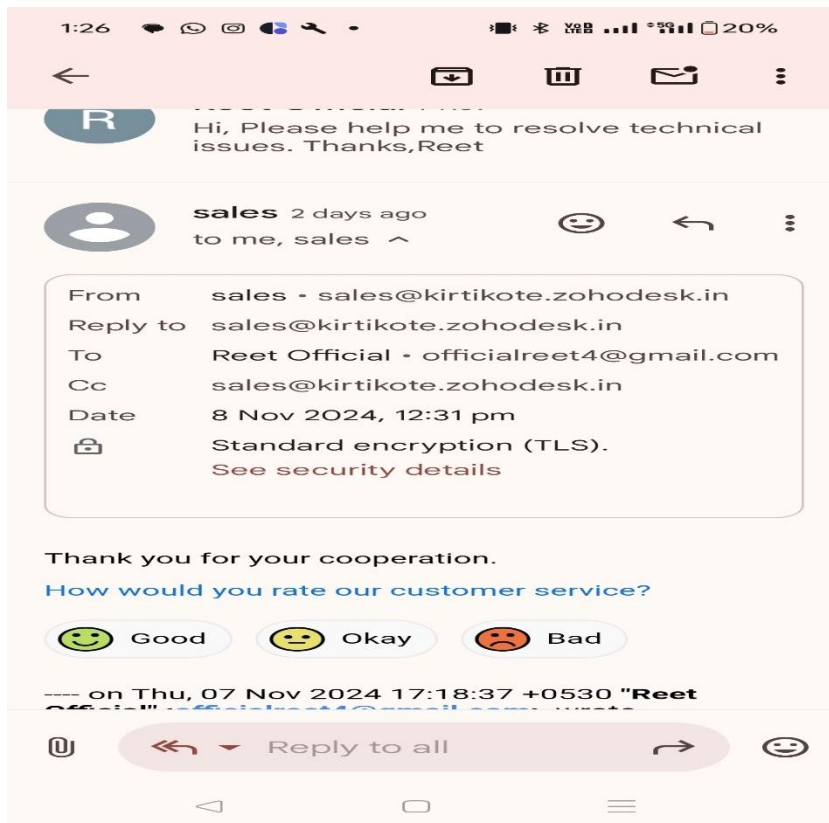 1:26 20%
R
Hi, Please help me to resolve technical
issues. Thanks,Reet
sales 2 days ago
to me, sales
From sales • sales@kirtikote.zohodesk.in
Reply to sales@kirtikote.zohodesk.in
To Reet Official • officialreet4@gmail.com
Cc sales@kirtikote.zohodesk.in
Date 8 Nov 2024, 12:31 pm
Standard encryption (TLS).
See security details
Thank you for your cooperation.
How would you rate our customer service?
Good Okay Bad
---- on Thu, 07 Nov 2024 17:18:37 +0530 "Reet
Reply to all